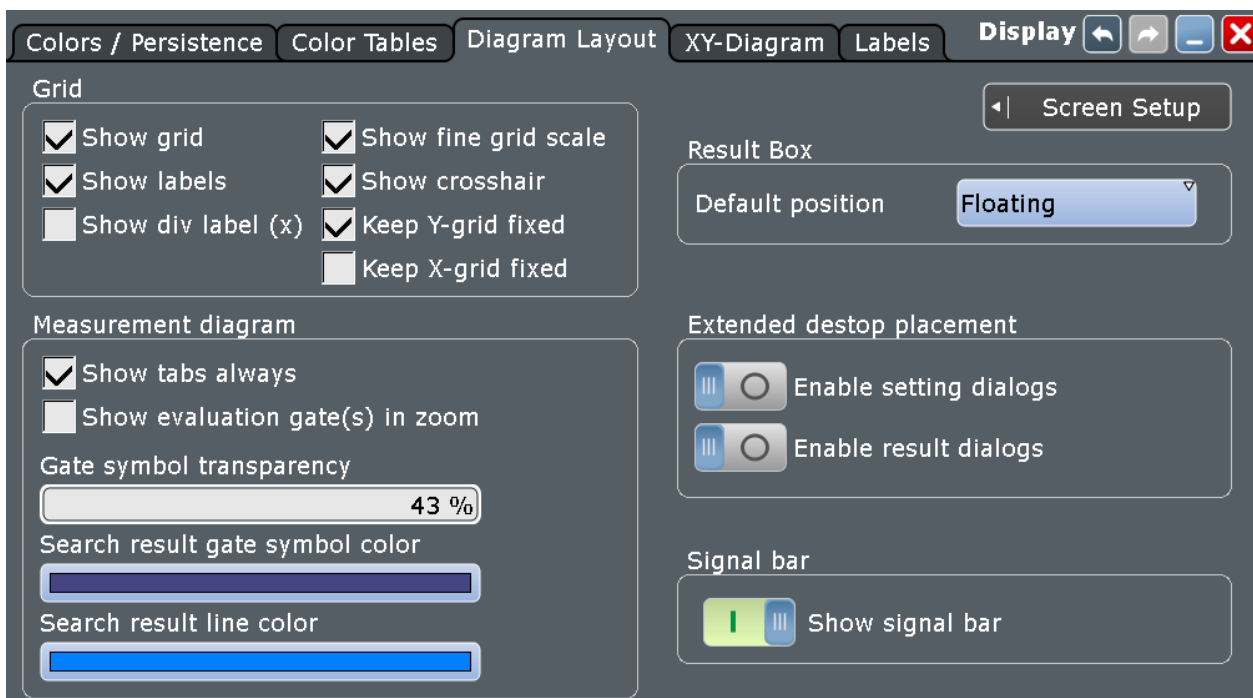 Colors / Persistence Color Tables Diagram Layout XY-Diagram Labels Display
Grid
Show grid
Show labels
Show div label (x)
Show fine grid scale
Show crosshair
Keep Y-grid fixed
Keep X-grid fixed
Measurement diagram
Show tabs always
Show evaluation gate(s) in zoom
Gate symbol transparency
43 %
Search result gate symbol color
Search result line color
Screen Setup
Result Box
Default position Floating
Extended destop placement
Enable setting dialogs
Enable result dialogs
Signal bar
Show signal bar